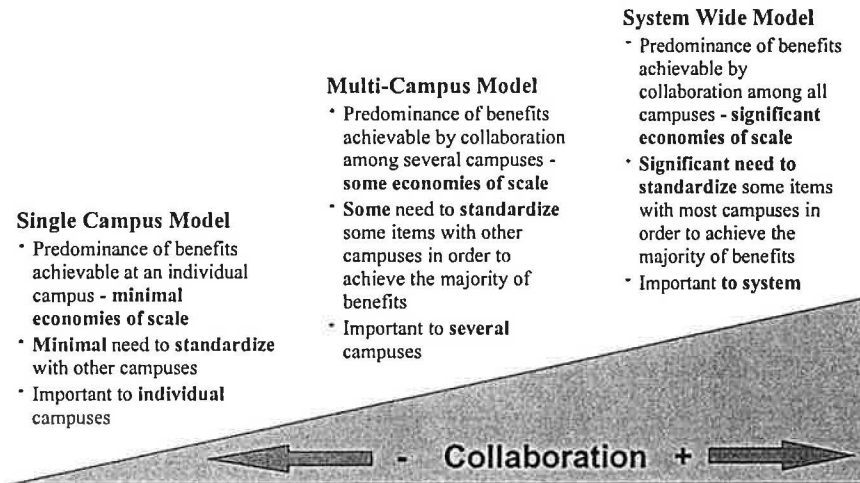 Single Campus Model
• Predominance of benefits
achievable at an individual
campus - minimal
economies of scale
• Minimal need to standardize
with other campuses
• Important to individual
campuses
Multi-Campus Model
• Predominance of benefits
achievable by collaboration
among several campuses -
some economies of scale
• Some need to standardize
some items with other
campuses in order to
achieve the majority of
benefits
• Important to several
campuses
System Wide Model
• Predominance of benefits
achievable by
collaboration among all
campuses - significant
economies of scale
• Significant need to
standardize some items
with most campuses in
order to achieve the
majority of benefits
• Important to system
- Collaboration +